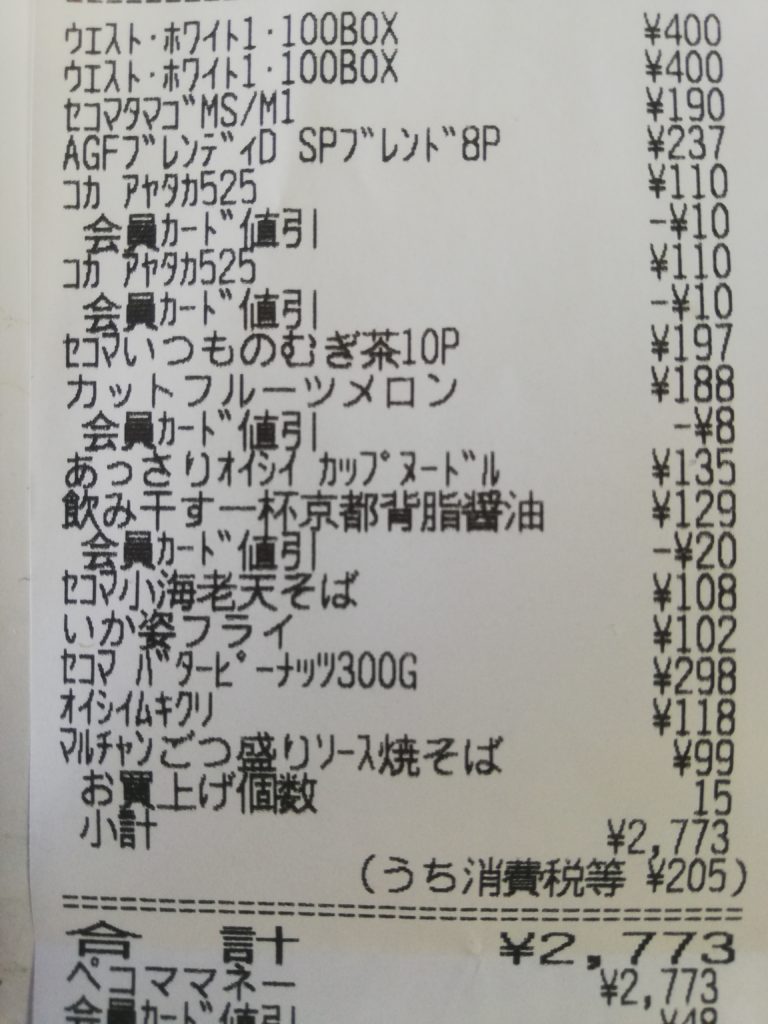 ウエスト・ホワイト1・100BOX ¥400
ウエスト・ホワイト1・100BOX ¥400
セコマタマゴMS/M1 ¥190
AGFブレンディD SPブレンド8P ¥237
コカ アヤタカ525 ¥110
会員カード値引 -¥10
コカ アヤタカ525 ¥110
会員カード値引 -¥10
セコマいつものむぎ茶10P ¥197
カットフルーツメロン ¥188
会員カード値引 -¥8
あっさりオイシイ カップヌードル ¥135
飲み干す一杯京都背脂醤油 ¥129
会員カード値引 -¥20
セコマ小海老天そば ¥108
いか姿フライ ¥102
セコマ バターピーナッツ300G ¥298
オイシイムキクリ ¥118
マルチャンごつ盛りソース焼そば ¥99
お買上げ個数 15
小計 ¥2,773
(うち消費税等 ¥205)
合計 ¥2,773
ペコママネー ¥2,773
会員カード値引 ¥48